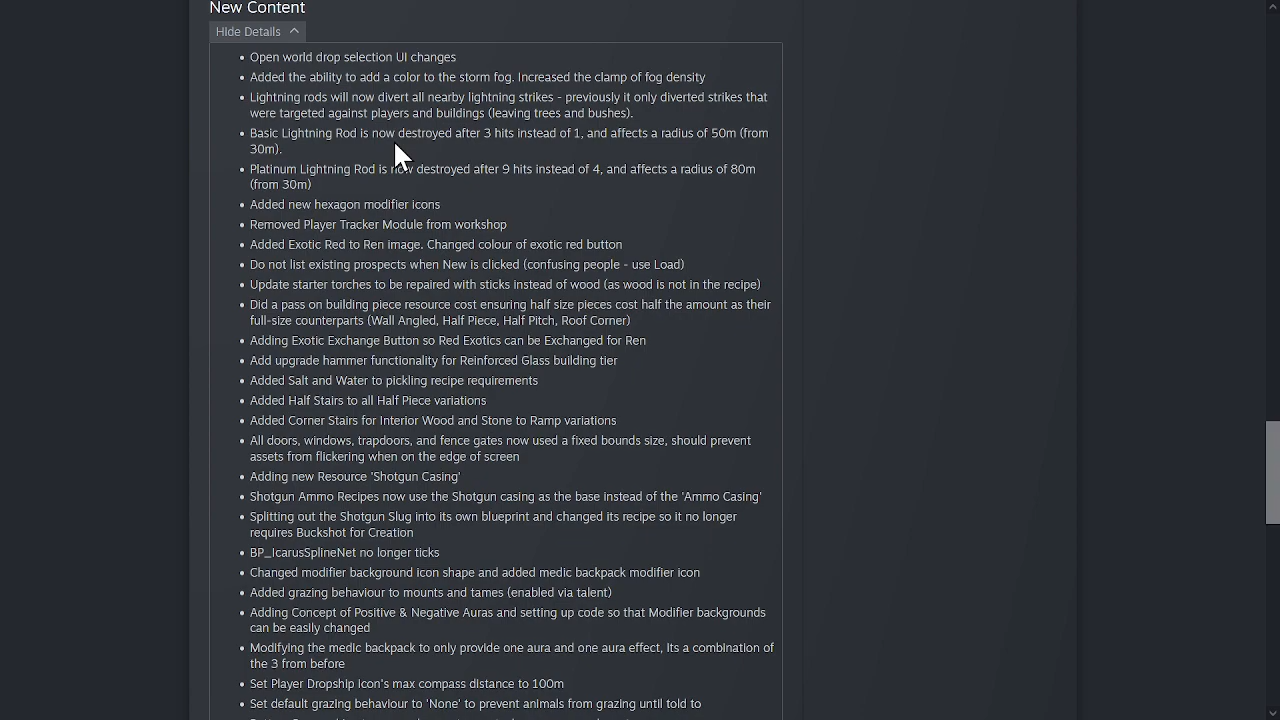 New Content
Hide Details
• Open world drop selection UI changes
• Added the ability to add a color to the storm fog. Increased the clamp of fog density
• Lightning rods will now divert all nearby lightning strikes - previously it only diverted strikes that
were targeted against players and buildings (leaving trees and bushes).
• Basic Lightning Rod is now destroyed after 3 hits instead of 1, and affects a radius of 50m (from
30m).
• Platinum Lightning Rod is now destroyed after 9 hits instead of 4, and affects a radius of 80m
(from 30m)
• Added new hexagon modifier icons
• Removed Player Tracker Module from workshop
• Added Exotic Red to Ren image. Changed colour of exotic red button
• Do not list existing prospects when New is clicked (confusing people - use Load)
• Update starter torches to be repaired with sticks instead of wood (as wood is not in the recipe)
• Did a pass on building piece resource cost ensuring half size pieces cost half the amount as their
full-size counterparts (Wall Angled, Half Piece, Half Pitch, Roof Corner)
• Adding Exotic Exchange Button so Red Exotics can be Exchanged for Ren
• Add upgrade hammer functionality for Reinforced Glass building tier
• Added Salt and Water to pickling recipe requirements
• Added Half Stairs to all Half Piece variations
• Added Corner Stairs for Interior Wood and Stone to Ramp variations
• All doors, windows, trapdoors, and fence gates now used a fixed bounds size, should prevent
assets from flickering when on the edge of screen
• Adding new Resource 'Shotgun Casing'
• Shotgun Ammo Recipes now use the Shotgun casing as the base instead of the 'Ammo Casing'
• Splitting out the Shotgun Slug into its own blueprint and changed its recipe so it no longer
requires Buckshot for Creation
• BP_IcarusSplineNet no longer ticks
• Changed modifier background icon shape and added medic backpack modifier icon
• Added grazing behaviour to mounts and tames (enabled via talent)
• Adding Concept of Positive & Negative Auras and setting up code so that Modifier backgrounds
can be easily changed
• Modifying the medic backpack to only provide one aura and one aura effect, its a combination of
the 3 from before
• Set Player Dropship Icon's max compass distance to 100m
• Set default grazing behaviour to 'None' to prevent animals from grazing until told to